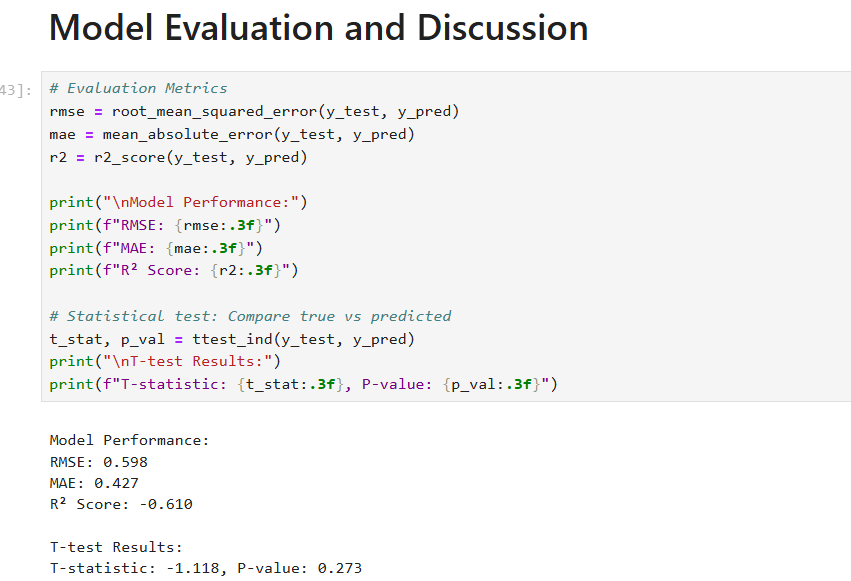 Model Evaluation and Discussion
43]:
# Evaluation Metrics
rmse = root_mean_squared_error(y_test, y_pred)
mae = mean_absolute_error(y_test, y_pred)
r2 = r2_score(y_test, y_pred)
print("\nModel Performance:")
print(f"RMSE: {rmse:.3f}")
print(f"MAE: {mae:.3f}")
print(f"R² Score: {r2:.3f}")
# Statistical test: Compare true vs predicted
t_stat, p_val = ttest_ind(y_test, y_pred)
print("\nT-test Results:")
print(f"T-statistic: {t_stat:.3f}, P-value: {p_val:.3f}")
Model Performance:
RMSE: 0.598
MAE: 0.427
R² Score: -0.610
T-test Results:
T-statistic: -1.118, P-value: 0.273